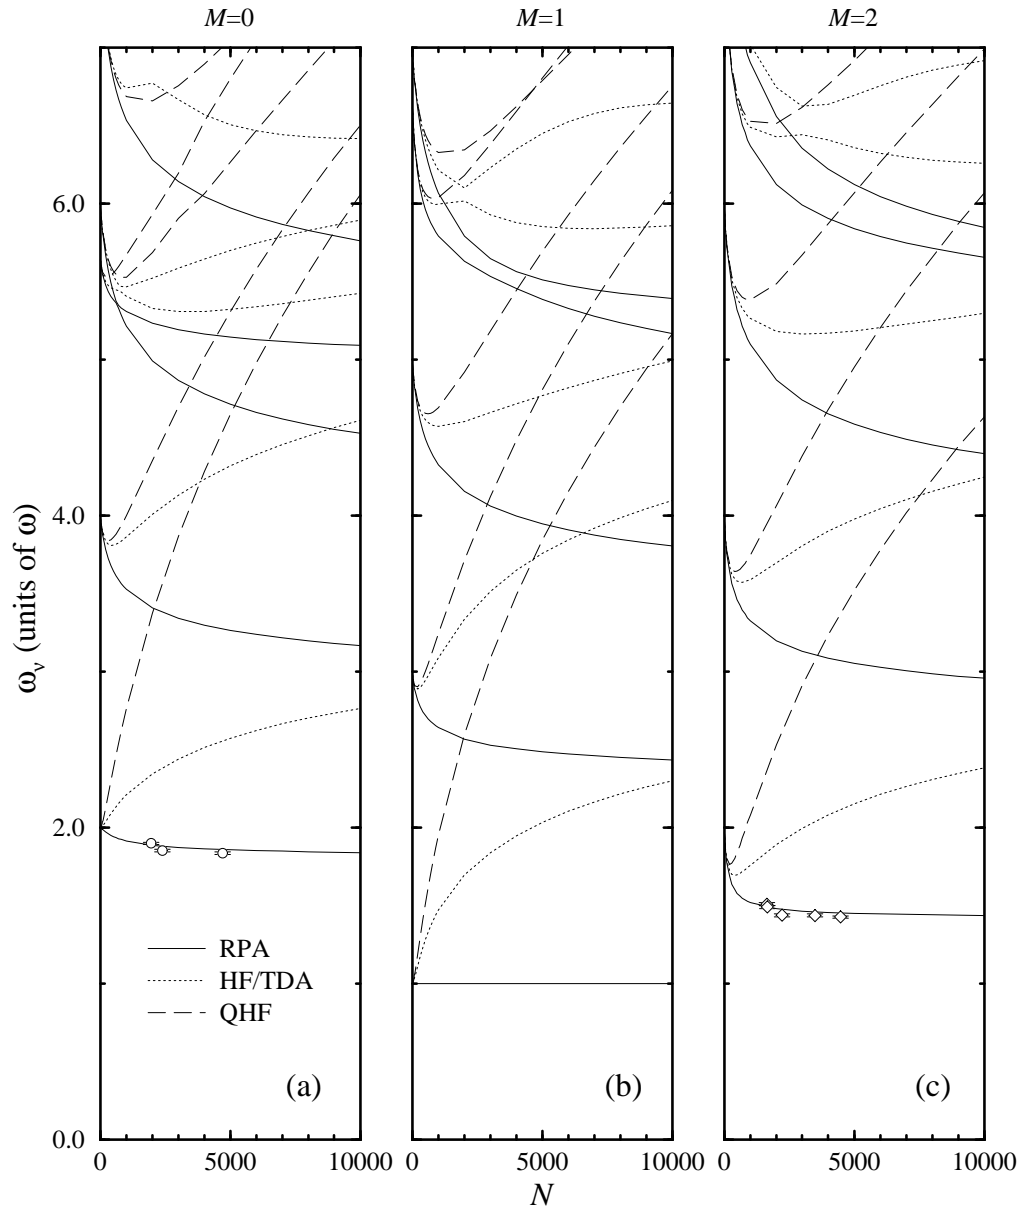 M=0 M=1 M=2
6.0
4.0
ων (units of ω)
2.0
RPA
HF/TDA
QHF
(a) (b) (c)
0.0
0 5000 10000 0 5000 10000 0 5000 10000
N